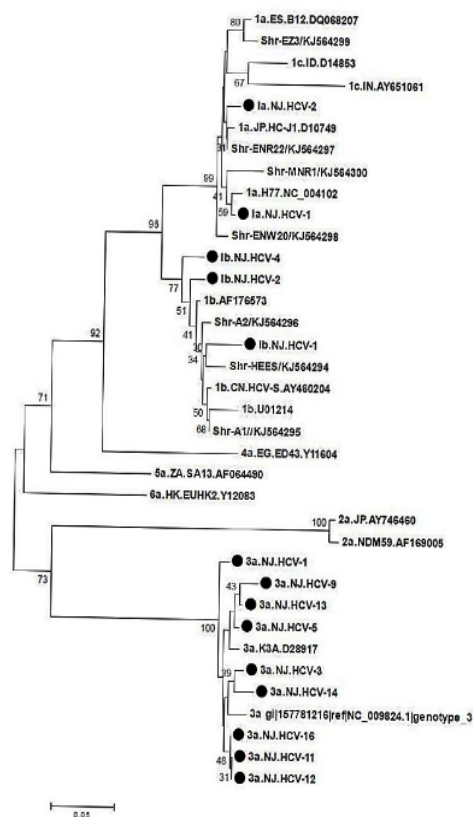 80
1a.ES.B12.DQ068207
Shr-EZ3/KJ564299
1c.ID.D14853
67
1c.IN.AY651061
Ia.NJ.HCV-2
1a.JP.HC-J1.D10749
Shr-ENR22/KJ564297
31
Shr-MNR1/KJ564300
99
41
1a.H77.NC_004102
59
Ia.NJ.HCV-1
Shr-ENW20/KJ564298
Ib.NJ.HCV-4
77
Ib.NJ.HCV-2
51
1b.AF176573
41
Shr-A2/KJ564296
Ib.NJ.HCV-1
34
Shr-HEES/KJ564294
1b.CN.HCV-S.AY460204
50
1b.U01214
68
Shr-A1//KJ564295
92
4a.EG.ED43.Y11604
71
5a.ZA.SA13.AF064490
6a.HK.EUHK2.Y12083
100
2a.JP.AY746460
2a.NDM59.AF169005
73
3a.NJ.HCV-1
43
3a.NJ.HCV-9
3a.NJ.HCV-13
100
3a.NJ.HCV-5
3a.K3A.D28917
39
3a.NJ.HCV-3
3a.NJ.HCV-14
3a gi|157781216|ref|NC_009824.1|genotype_3
3a.NJ.HCV-16
48
3a.NJ.HCV-11
31
3a.NJ.HCV-12
0.05